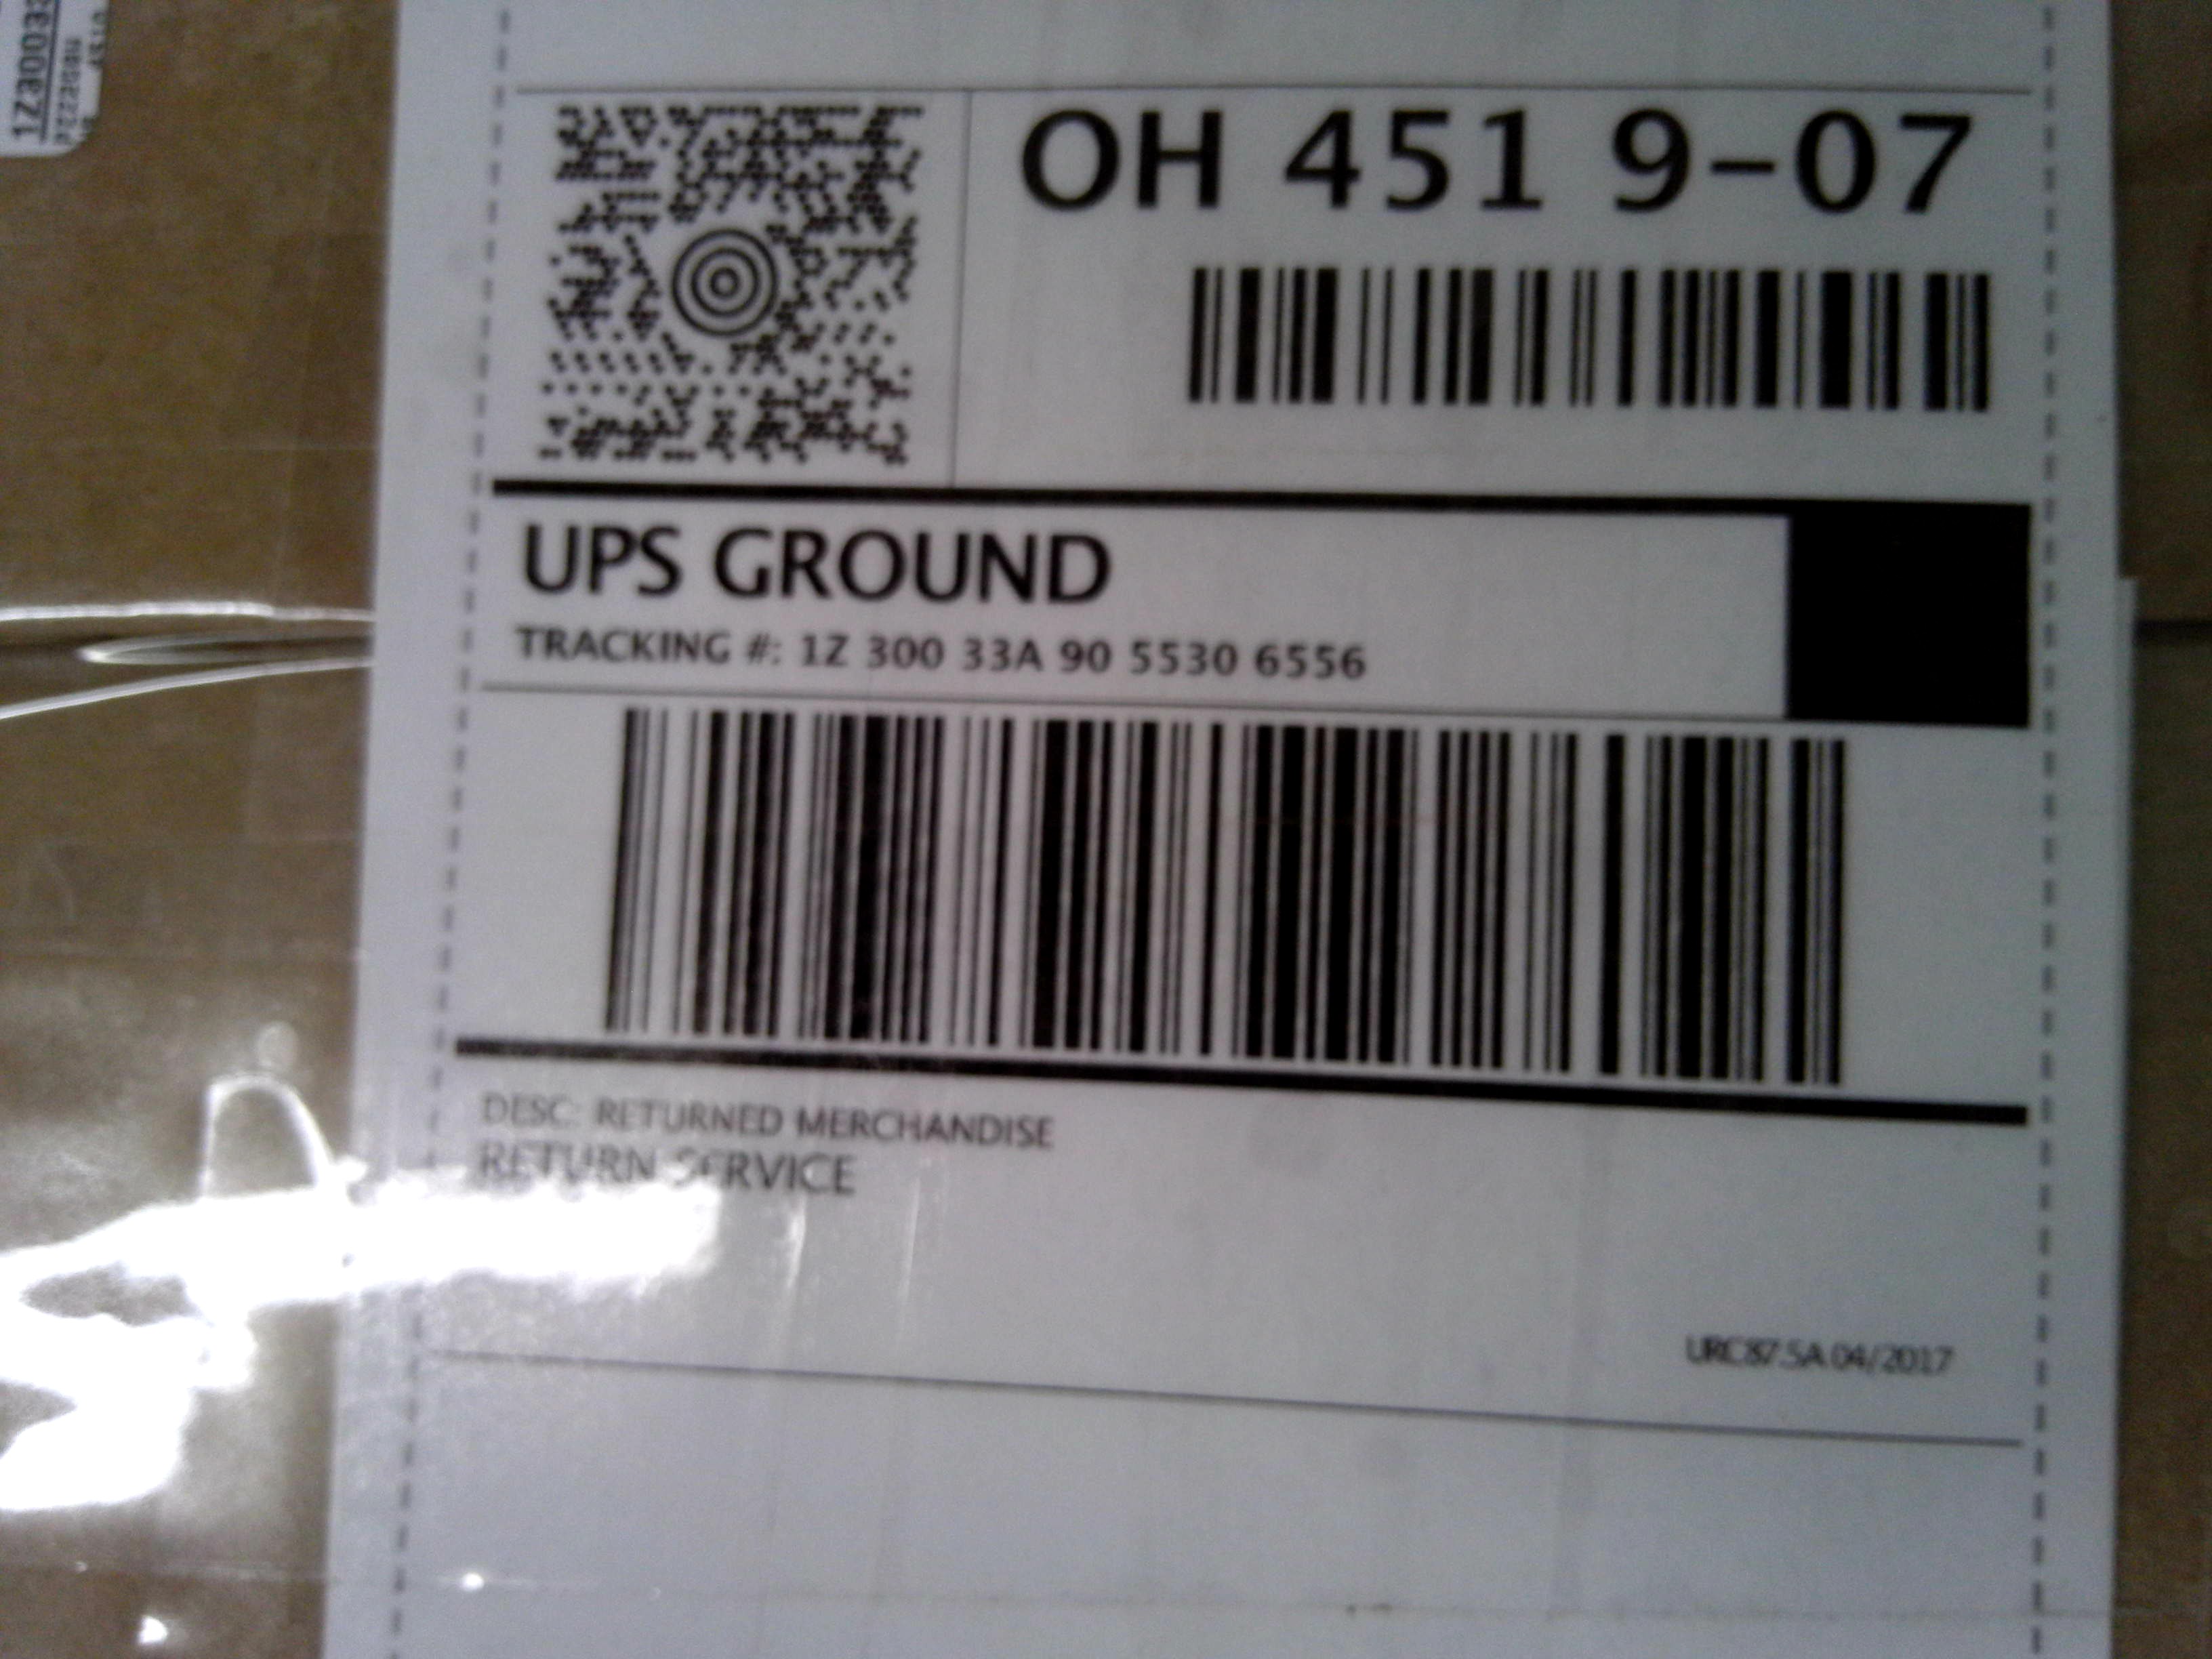 1Z30033
OH 451 9-07
UPS GROUND
TRACKING #: 1Z 300 33A 90 5530 6556
DESC: RETURNED MERCHANDISE
RETURN SERVICE
URC87.5A 04/2017